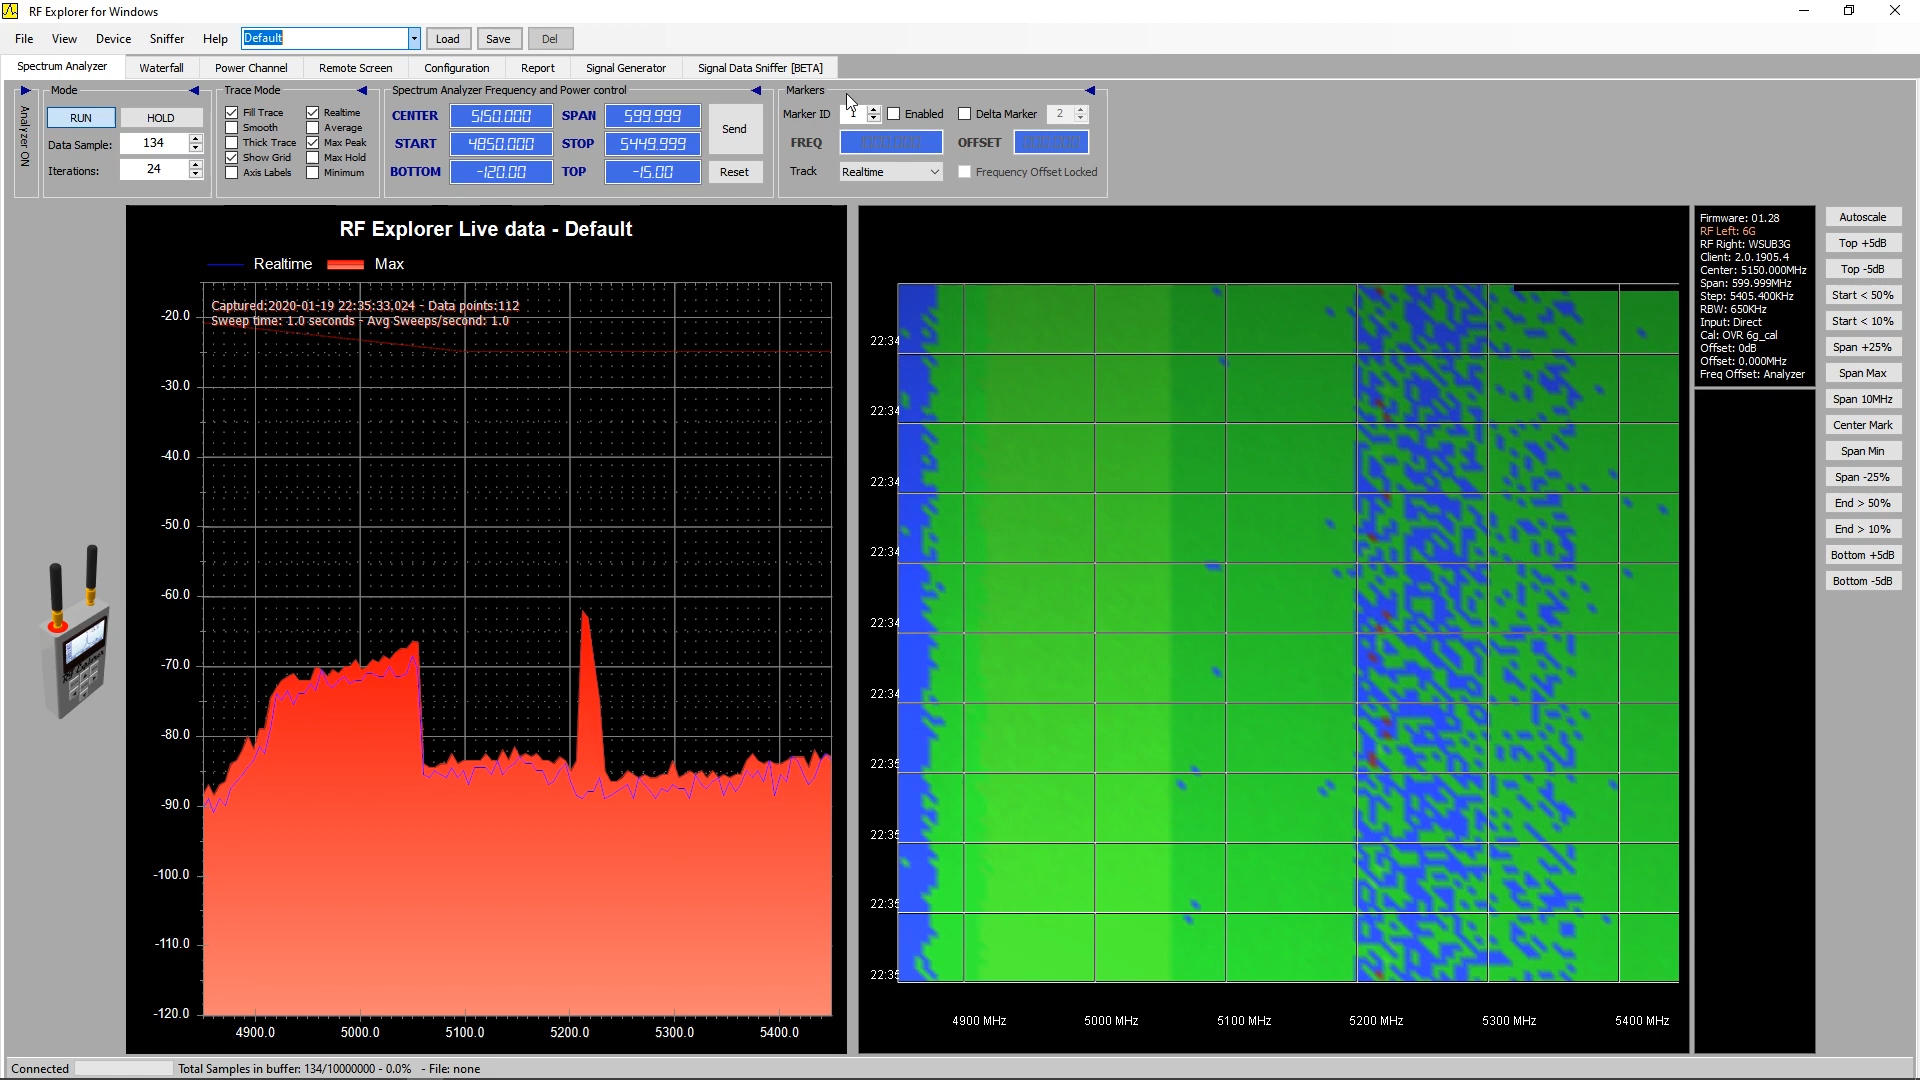 RF Explorer for Windows
File View Device Sniffer Help Default Load Save Del
Spectrum Analyzer Waterfall Power Channel Remote Screen Configuration Report Signal Generator Signal Data Sniffer [BETA]
Analyzer ON
Mode
RUN HOLD
Data Sample: 134
Iterations: 24
Trace Mode
Fill Trace Realtime
Smooth Average
Thick Trace Max Peak
Show Grid Max Hold
Axis Labels Minimum
Spectrum Analyzer Frequency and Power control
CENTER 5150.000 SPAN 599.999
START 4850.000 STOP 5449.999
BOTTOM -120.00 TOP -15.00
Send
Reset
Markers
Marker ID 1 Enabled Delta Marker 2
FREQ 1000.000 OFFSET
Track Realtime Frequency Offset Locked
RF Explorer Live data - Default
Realtime Max
Captured:2020-01-19 22:35:33.024 - Data points:112
Sweep time: 1.0 seconds - Avg Sweeps/second: 1.0
-20.0
-30.0
-40.0
-50.0
-60.0
-70.0
-80.0
-90.0
-100.0
-110.0
-120.0
4900.0 5000.0 5100.0 5200.0 5300.0 5400.0
22:34
22:34
22:34
22:34
22:34
22:34
22:35
22:35
22:35
22:35
4900 MHz 5000 MHz 5100 MHz 5200 MHz 5300 MHz 5400 MHz
Firmware: 01.28
RF Left: 6G
RF Right: WSUB3G
Client: 2.0.1905.4
Center: 5150.000MHz
Span: 599.999MHz
Step: 5405.400KHz
RBW: 650KHz
Input: Direct
Cal: OVR 6g_cal
Offset: 0dB
Offset: 0.000MHz
Freq Offset: Analyzer
Autoscale
Top +5dB
Top -5dB
Start < 50%
Start < 10%
Span +25%
Span Max
Span 10MHz
Center Mark
Span Min
Span -25%
End > 50%
End > 10%
Bottom +5dB
Bottom -5dB
Connected Total Samples in buffer: 134/10000000 - 0.0% - File: none